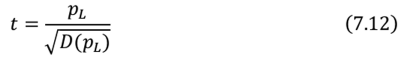 t = p_L / √D(p_L) (7.12)